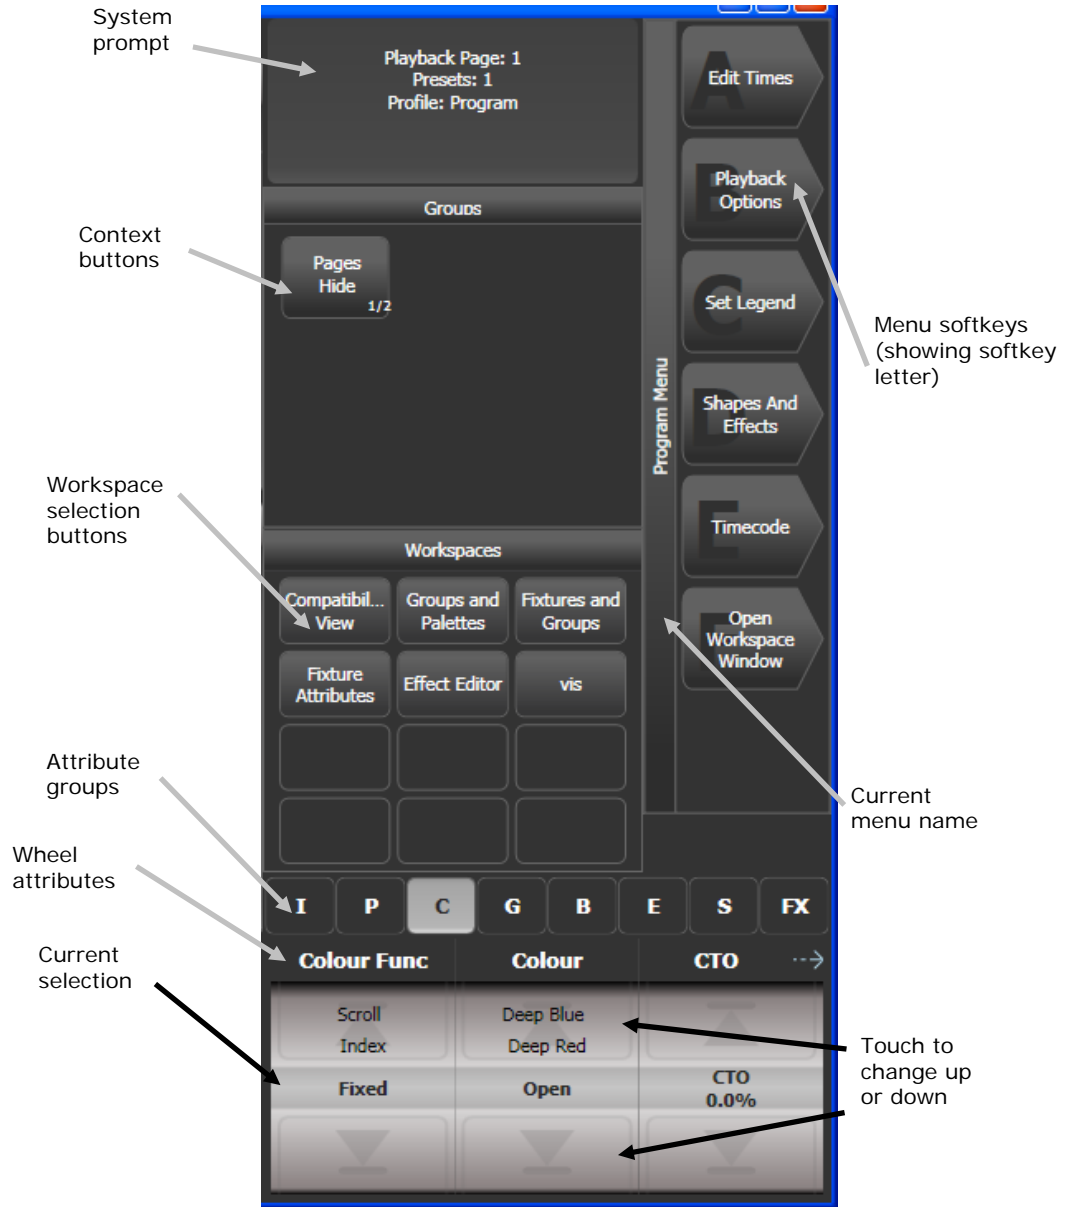 System
prompt
Playback Page: 1
Presets: 1
Profile: Program
Groups
Context
buttons
Pages
Hide
1/2
A
Edit Times
B
Playback
Options
C
Set Legend
D
Shapes And
Effects
E
Timecode
F
Open
Workspace
Window
Program Menu
Menu softkeys
(showing softkey
letter)
Workspace
selection
buttons
Workspaces
Compatibil...
View
Groups and
Palettes
Fixtures and
Groups
Fixture
Attributes
Effect Editor
vis
Attribute
groups
Current
menu name
Wheel
attributes
I P C G B E S FX
Current
selection
Colour Func Colour CTO
Scroll
Index
Fixed
Deep Blue
Deep Red
Open
CTO
0.0%
Touch to
change up
or down